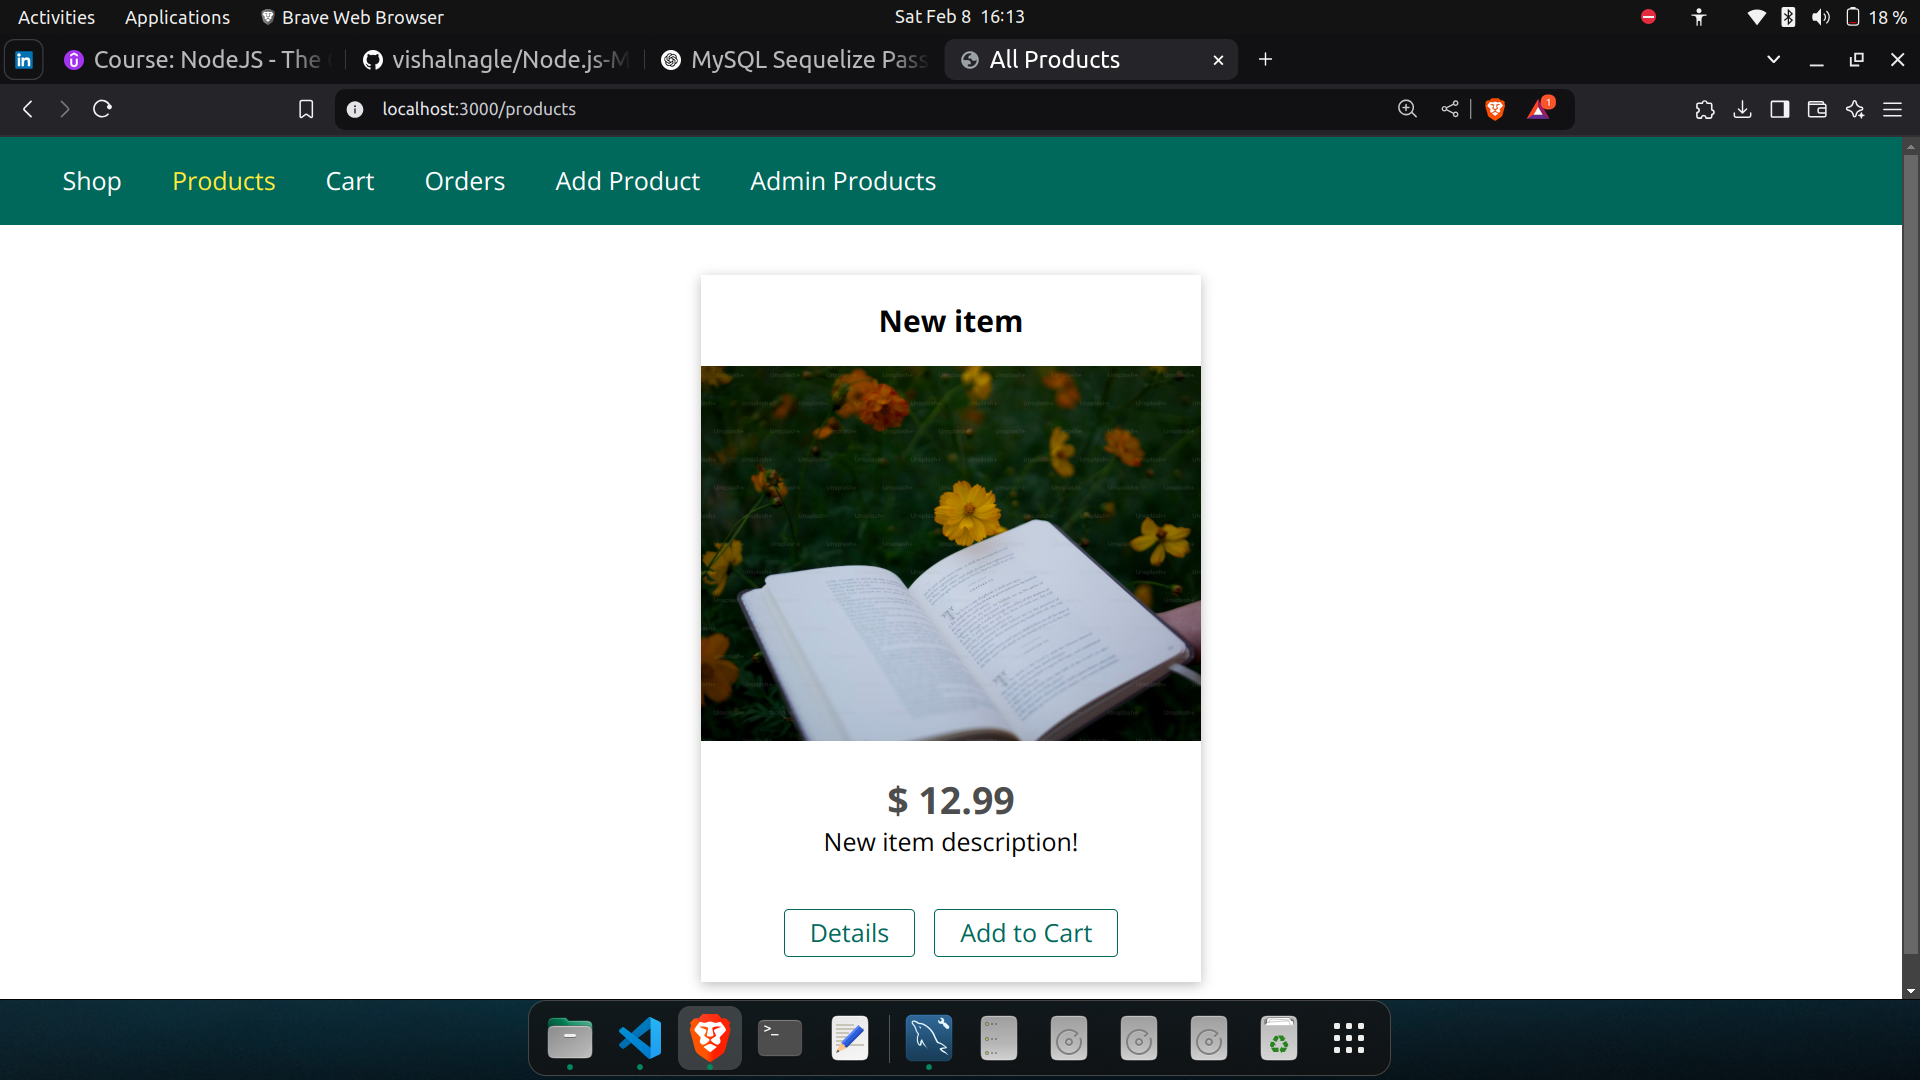 Activities Applications Brave Web Browser Sat Feb 8 16:13 18 %
in Course: NodeJS - The vishalnagle/Node.js-M MySQL Sequelize Pass All Products
localhost:3000/products 1
Shop Products Cart Orders Add Product Admin Products
New item
$ 12.99
New item description!
Details Add to Cart